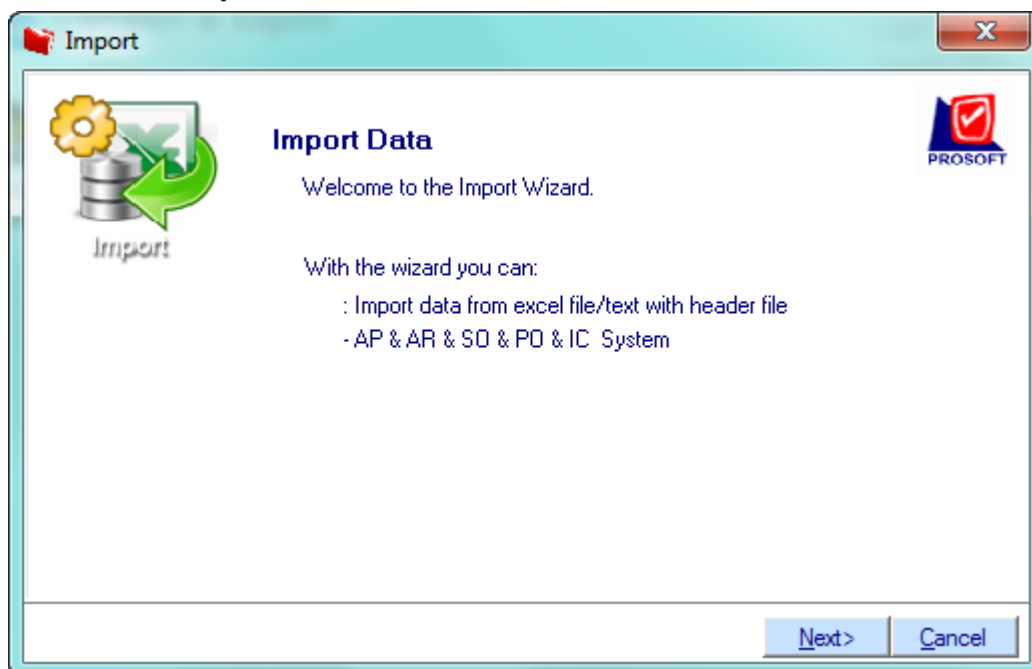 Import
x
Import Data
PROSOFT
Welcome to the Import Wizard.
Import
With the wizard you can:
: Import data from excel file/text with header file
- AP & AR & SO & PO & IC System
Next>
Cancel